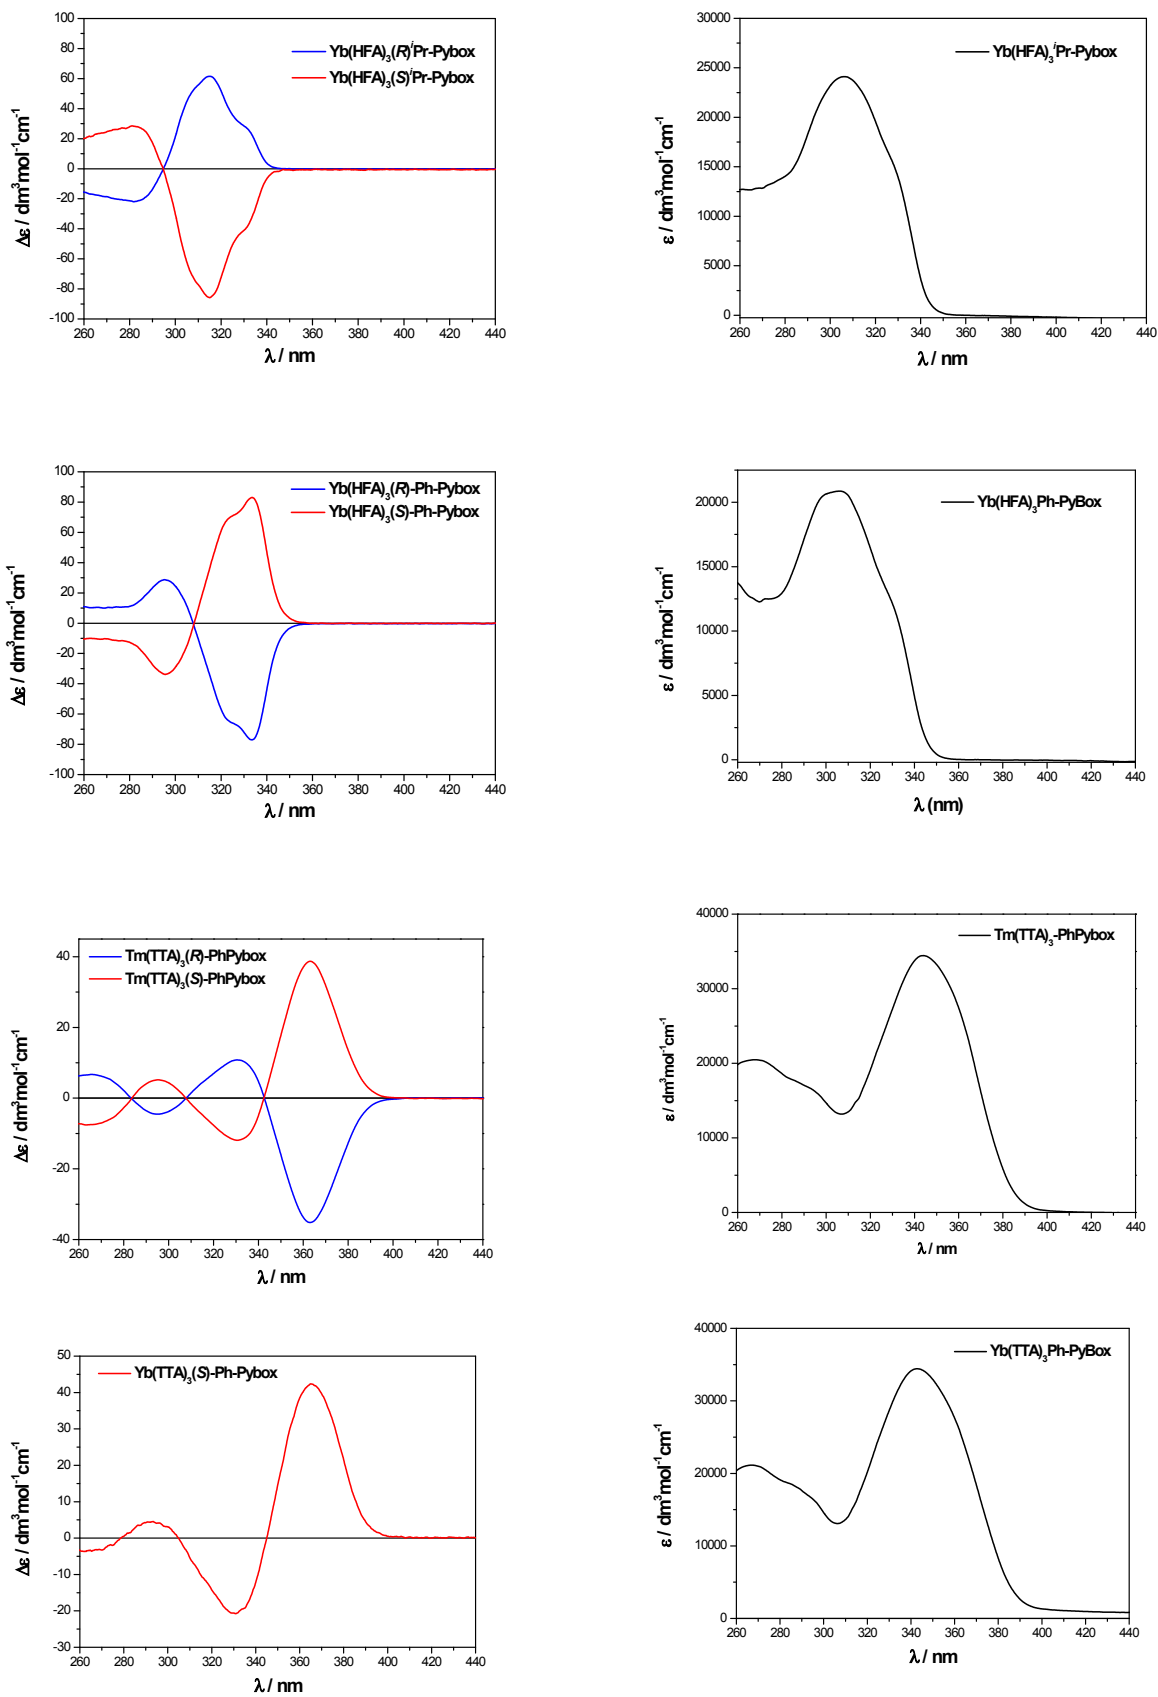 100
80
60
40
20
0
-20
-40
-60
-80
-100
Δε / dm³mol⁻¹cm⁻¹
Yb(HFA)₃(R)ⁱPr-Pybox
Yb(HFA)₃(S)ⁱPr-Pybox
260 280 300 320 340 360 380 400 420 440
λ / nm
30000
25000
20000
15000
10000
5000
0
ε / dm³mol⁻¹cm⁻¹
Yb(HFA)₃ⁱPr-Pybox
260 280 300 320 340 360 380 400 420 440
λ / nm
100
80
60
40
20
0
-20
-40
-60
-80
-100
Δε / dm³mol⁻¹cm⁻¹
Yb(HFA)₃(R)-Ph-Pybox
Yb(HFA)₃(S)-Ph-Pybox
260 280 300 320 340 360 380 400 420 440
λ / nm
20000
15000
10000
5000
0
ε / dm³mol⁻¹cm⁻¹
Yb(HFA)₃Ph-PyBox
260 280 300 320 340 360 380 400 420 440
λ (nm)
40
20
0
-20
-40
Δε / dm³mol⁻¹cm⁻¹
Tm(TTA)₃(R)-PhPybox
Tm(TTA)₃(S)-PhPybox
260 280 300 320 340 360 380 400 420 440
λ / nm
40000
30000
20000
10000
0
ε / dm³mol⁻¹cm⁻¹
Tm(TTA)₃-PhPybox
260 280 300 320 340 360 380 400 420 440
λ / nm
50
40
30
20
10
0
-10
-20
-30
Δε / dm³mol⁻¹cm⁻¹
Yb(TTA)₃(S)-Ph-Pybox
260 280 300 320 340 360 380 400 420 440
λ / nm
40000
30000
20000
10000
0
ε / dm³mol⁻¹cm⁻¹
Yb(TTA)₃Ph-PyBox
260 280 300 320 340 360 380 400 420 440
λ / nm